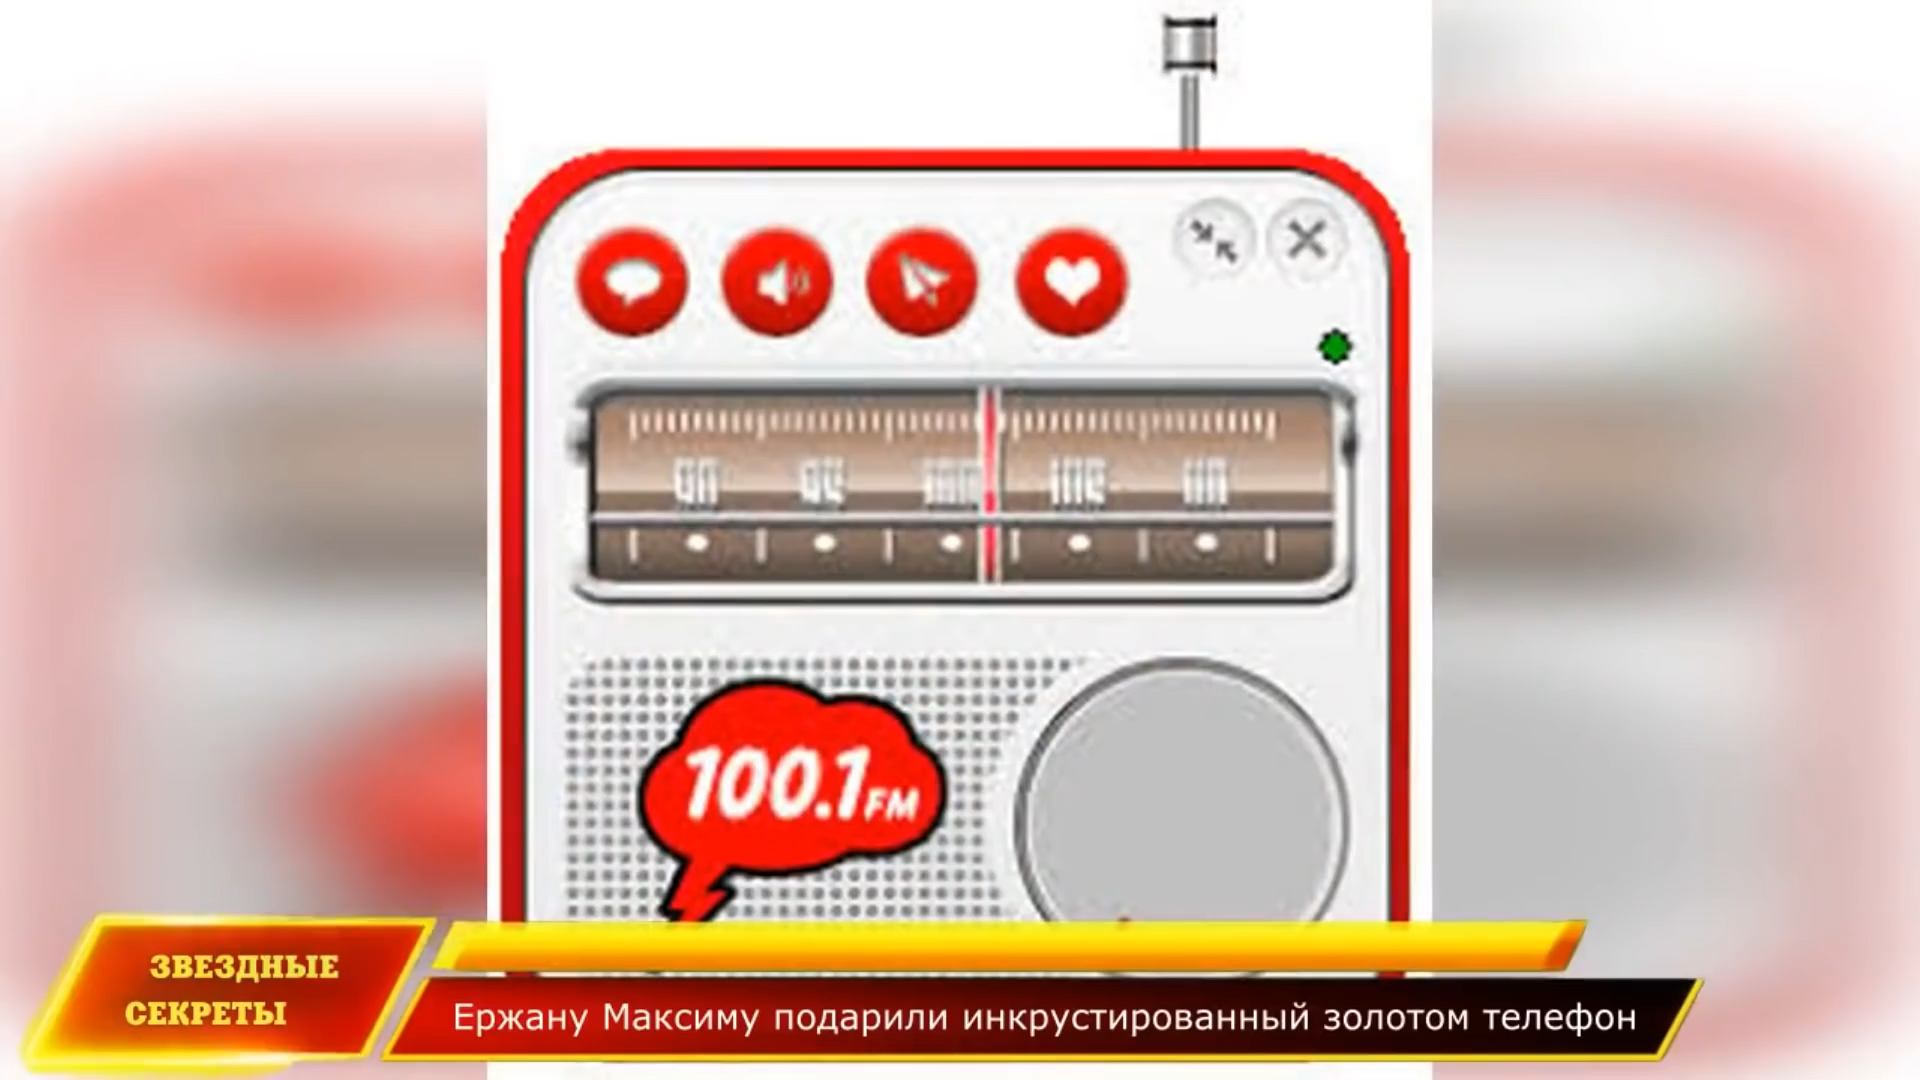 100.1FM
ЗВЕЗДНЫЕ
СЕКРЕТЫ
Ержану Максиму подарили инкрустированный золотом телефон